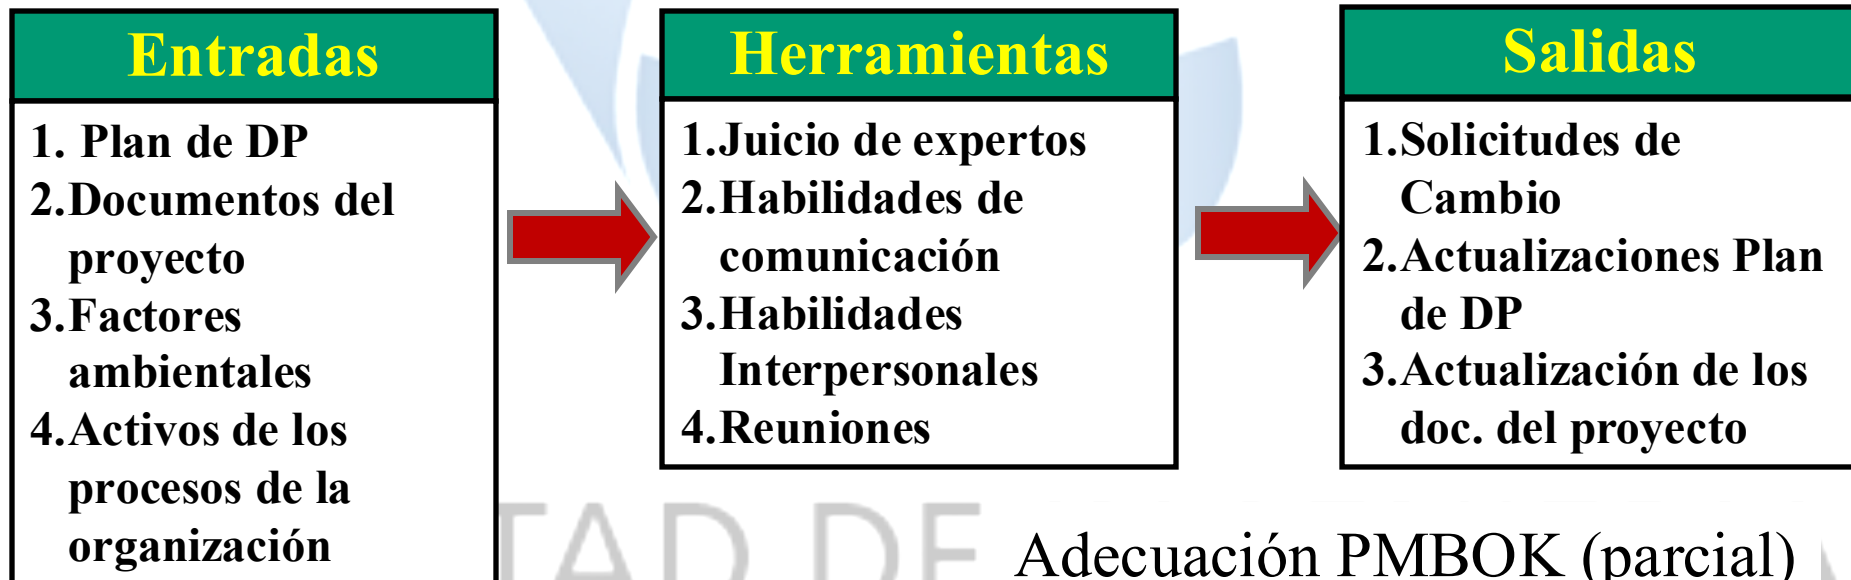 Entradas
1. Plan de DP
2.Documentos del
proyecto
3.Factores
ambientales
4.Activos de los
procesos de la
organización
Herramientas
1.Juicio de expertos
2.Habilidades de
comunicación
3.Habilidades
Interpersonales
4.Reuniones
Salidas
1.Solicitudes de
Cambio
2.Actualizaciones Plan
de DP
3.Actualización de los
doc. del proyecto
TAD DE
Adecuación PMBOK (parcial)